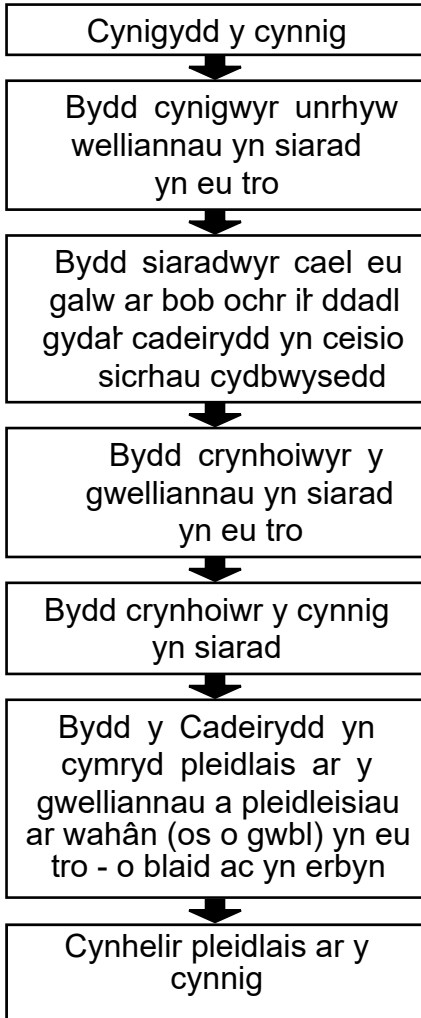 Cynigydd y cynnig
Bydd cynigwyr unrhyw
welliannau yn siarad
yn eu tro
Bydd siaradwyr cael eu
galw ar bob ochr iŀr ddadl
gydaŀr cadeirydd yn ceisio
sicrhau cydbwysedd
Bydd crynhoiwyr y
gwelliannau yn siarad
yn eu tro
Bydd crynhoiwr y cynnig
yn siarad
Bydd y Cadeirydd yn
cymryd pleidlais ar y
gwelliannau a pleidleisiau
ar wahân (os o gwbl) yn eu
tro - o blaid ac yn erbyn
Cynhelir pleidlais ar y
cynnig